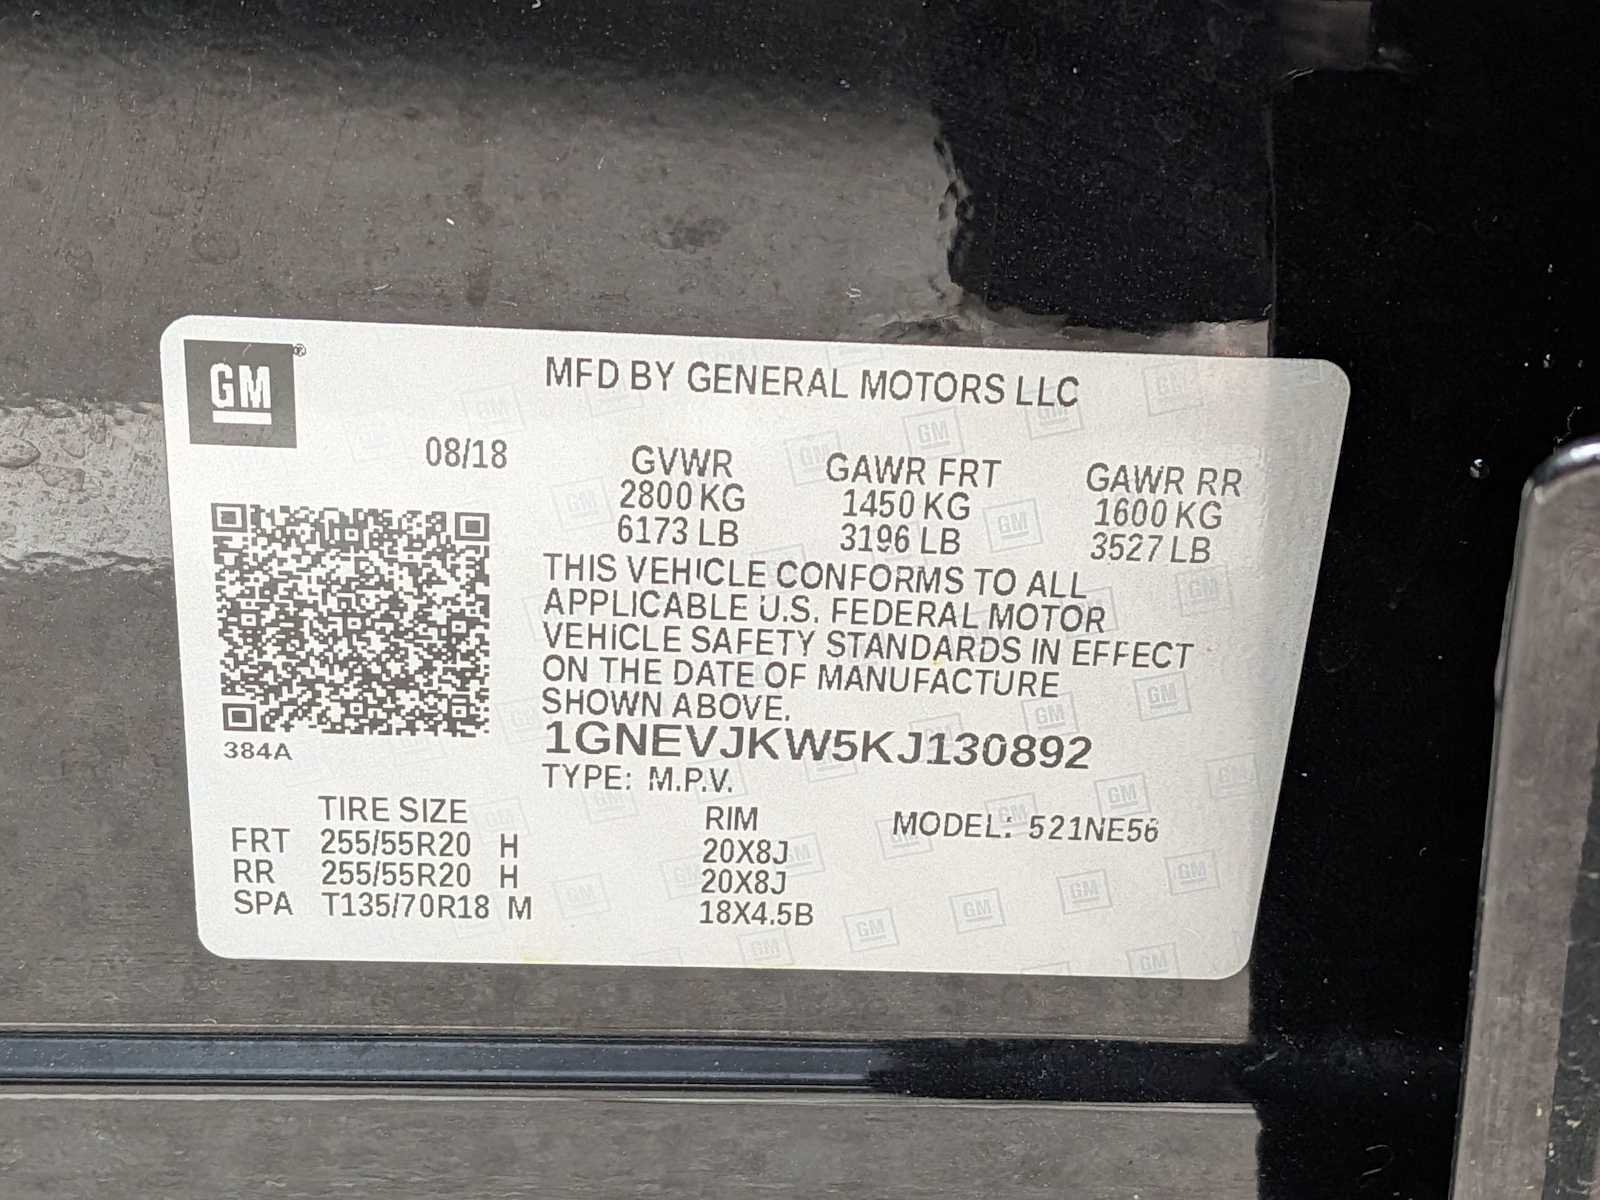 GM
MFD BY GENERAL MOTORS LLC
08/18
GVWR GAWR FRT GAWR RR
2800 KG 1450 KG 1600 KG
6173 LB 3196 LB 3527 LB
THIS VEHICLE CONFORMS TO ALL
APPLICABLE U.S. FEDERAL MOTOR
VEHICLE SAFETY STANDARDS IN EFFECT
ON THE DATE OF MANUFACTURE
SHOWN ABOVE.
384A
1GNEVJKW5KJ130892
TYPE: M.P.V.
TIRE SIZE RIM MODEL: 521NE56
FRT 255/55R20 H 20X8J
RR 255/55R20 H 20X8J
SPA T135/70R18 M 18X4.5B